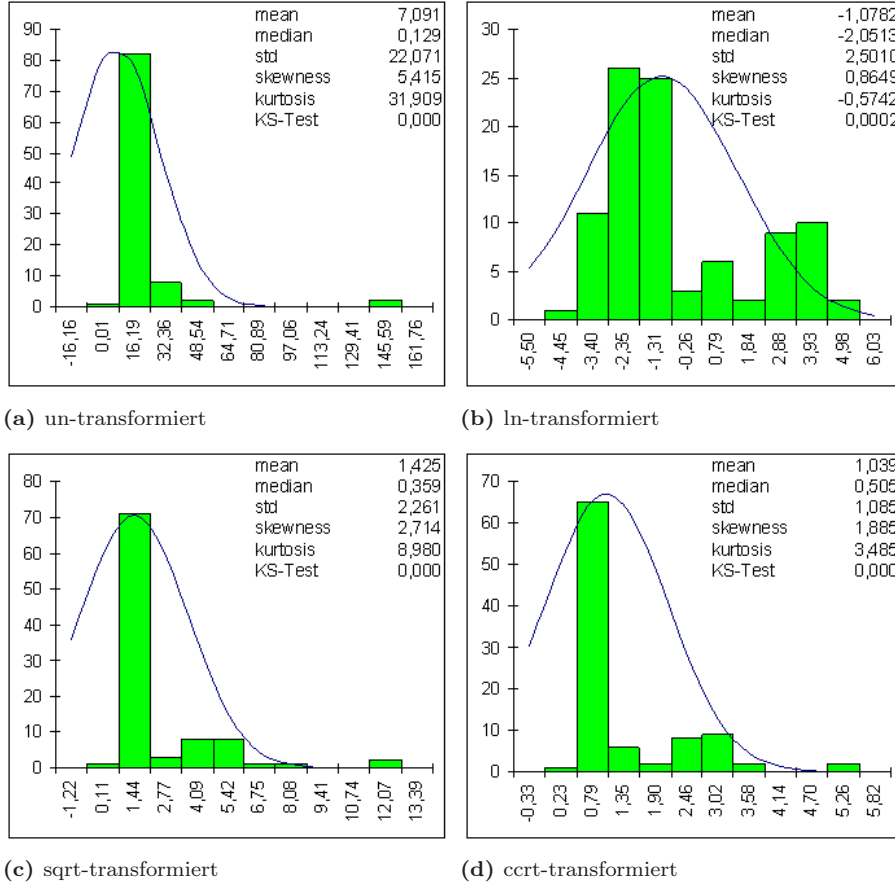 mean 7,091
median 0,129
std 22,071
skewness 5,415
kurtosis 31,909
KS-Test 0,000
90
80
70
60
50
40
30
20
10
0
-16,16 0,01 16,19 32,36 48,54 64,71 80,89 97,06 113,24 129,41 145,59 161,76
(a) un-transformiert
mean -1,0782
median -2,0513
std 2,5010
skewness 0,8649
kurtosis -0,5742
KS-Test 0,0002
30
25
20
15
10
5
0
-5,50 -4,45 -3,40 -2,35 -1,31 -0,26 0,79 1,84 2,88 3,93 4,98 6,03
(b) ln-transformiert
mean 1,425
median 0,359
std 2,261
skewness 2,714
kurtosis 8,980
KS-Test 0,000
80
70
60
50
40
30
20
10
0
-1,22 0,11 1,44 2,77 4,09 5,42 6,75 8,08 9,41 10,74 12,07 13,39
(c) sqrt-transformiert
mean 1,039
median 0,505
std 1,085
skewness 1,885
kurtosis 3,485
KS-Test 0,000
70
60
50
40
30
20
10
0
-0,33 0,23 0,79 1,35 1,90 2,46 3,02 3,58 4,14 4,70 5,26 5,82
(d) ccrt-transformiert